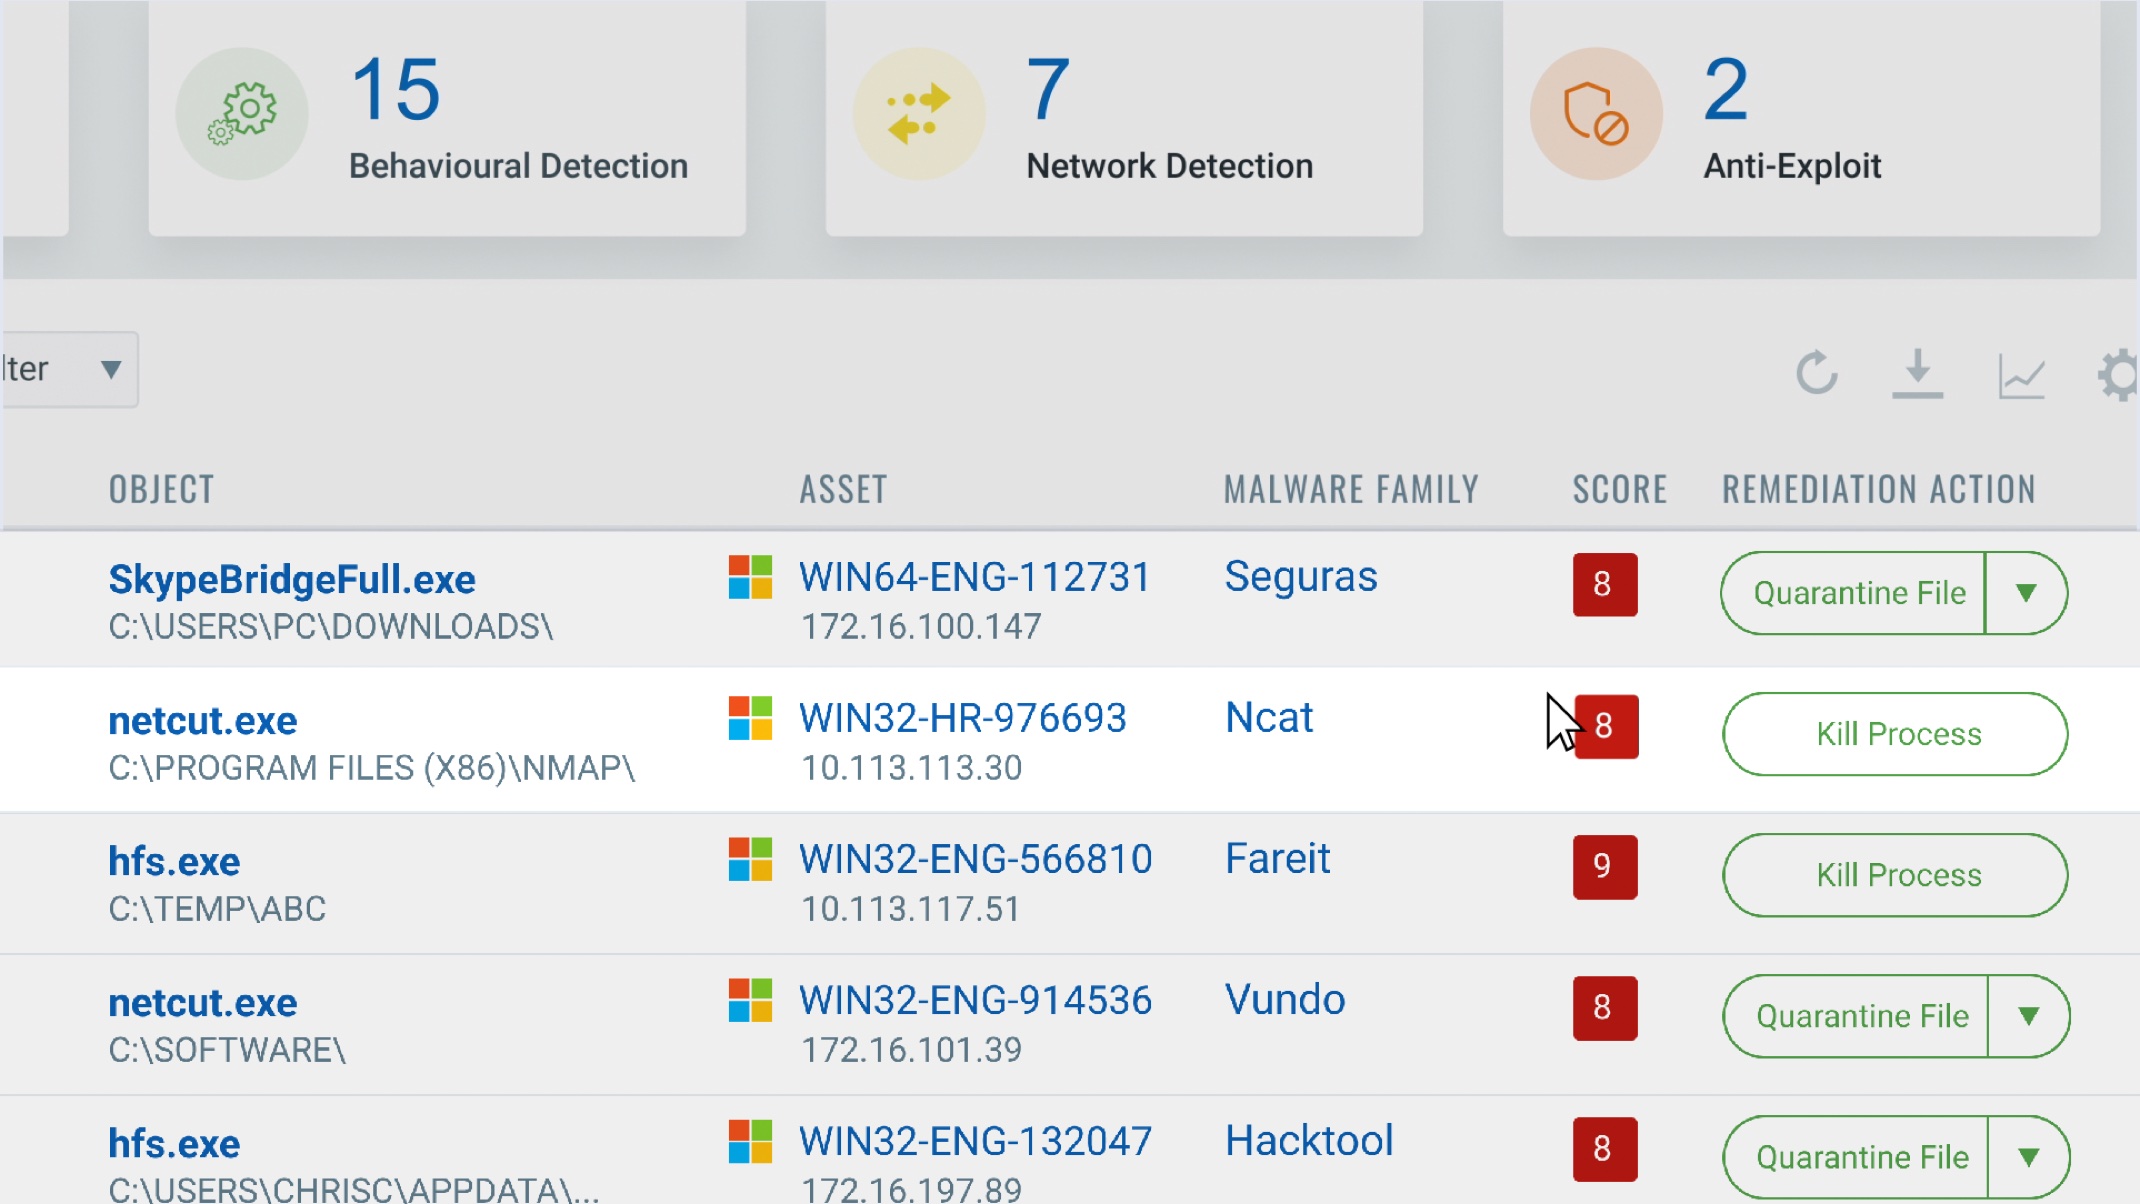 15
Behavioural Detection
7
Network Detection
2
Anti-Exploit
lter
OBJECT ASSET MALWARE FAMILY SCORE REMEDIATION ACTION
SkypeBridgeFull.exe WIN64-ENG-112731 Seguras 8 Quarantine File
C:\USERS\PC\DOWNLOADS\ 172.16.100.147
netcut.exe WIN32-HR-976693 Ncat 8 Kill Process
C:\PROGRAM FILES (X86)\NMAP\ 10.113.113.30
hfs.exe WIN32-ENG-566810 Fareit 9 Kill Process
C:\TEMP\ABC 10.113.117.51
netcut.exe WIN32-ENG-914536 Vundo 8 Quarantine File
C:\SOFTWARE\ 172.16.101.39
hfs.exe WIN32-ENG-132047 Hacktool 8 Quarantine File
C:\USERS\CHRISC\APPDATA\... 172.16.197.89